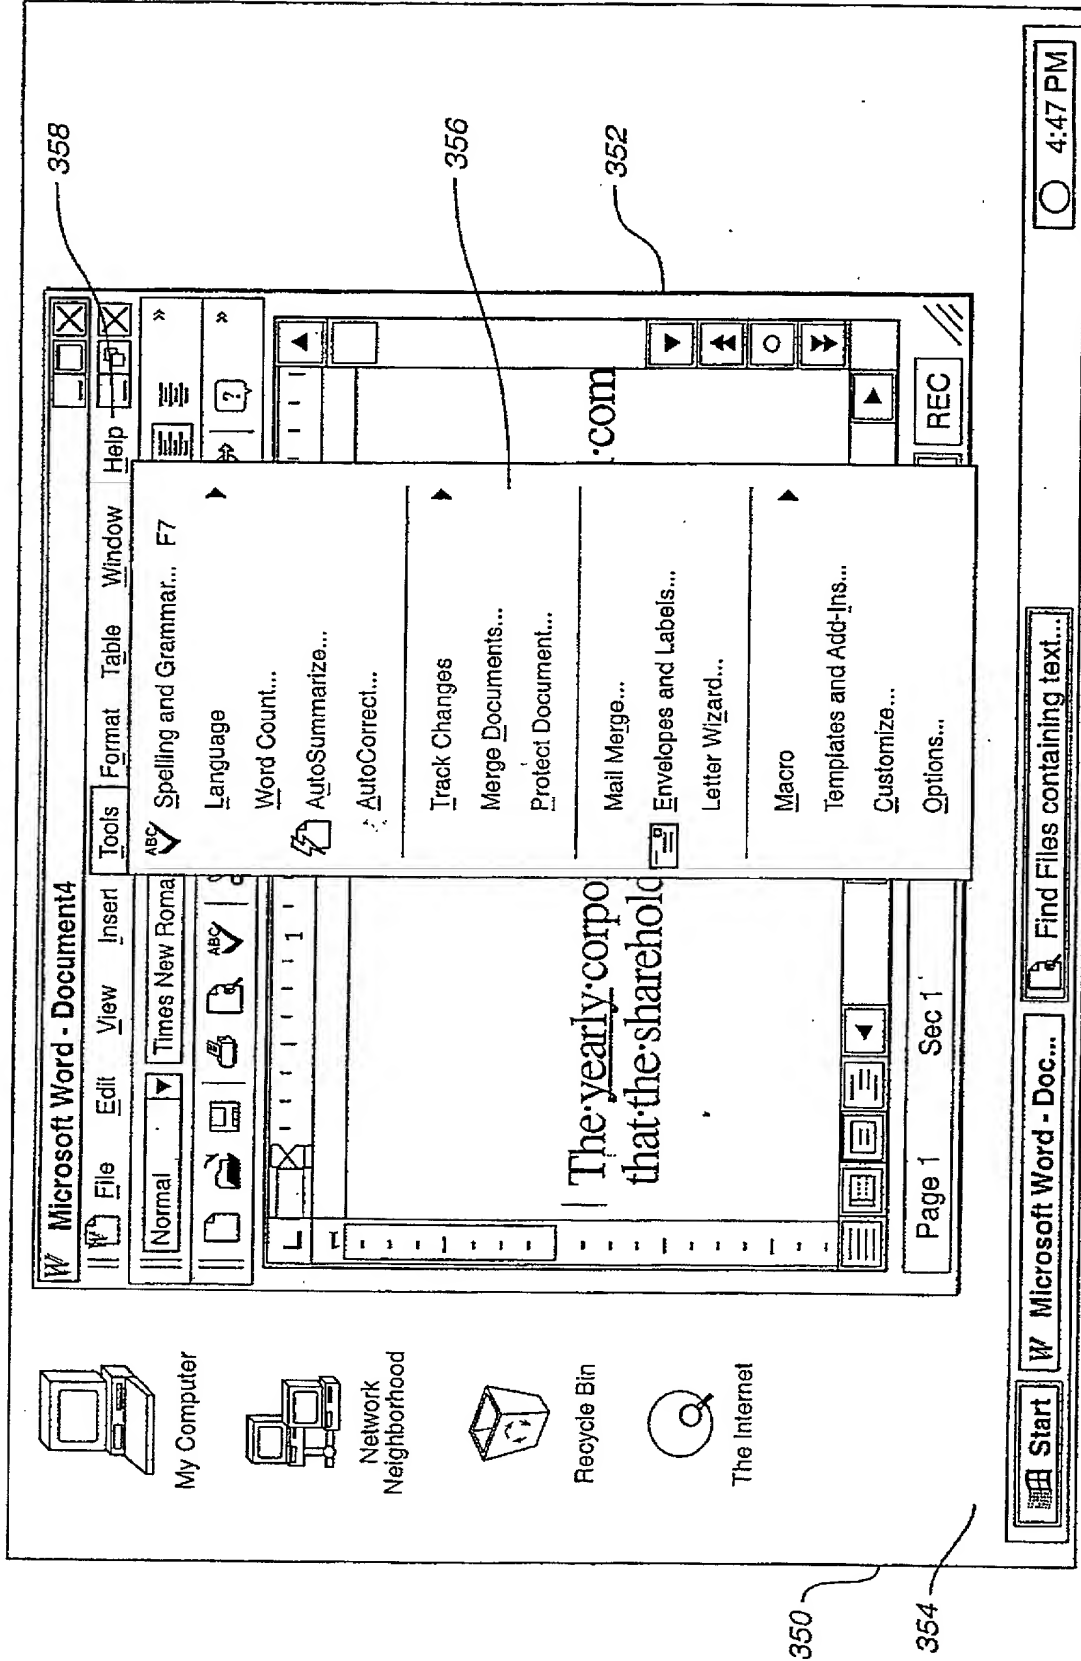 358
356
352
W Microsoft Word - Document4
W File Edit View Insert Tools Format Table Window Help
Normal Times New Roma
ABC ?
L 1
1
ABC Spelling and Grammar... F7
Language
Word Count...
AutoSummarize...
AutoCorrect...
Track Changes
Merge Documents...
Protect Document...
Mail Merge...
Envelopes and Labels...
Letter Wizard...
Macro
Templates and Add-Ins...
Customize...
Options...
The·yearly·corpo ·com
that·the·sharehold
Page 1 Sec 1 REC
My Computer
Network
Neighborhood
Recycle Bin
The Internet
Start W Microsoft Word - Doc... Find Files containing text... 4:47 PM
350
354